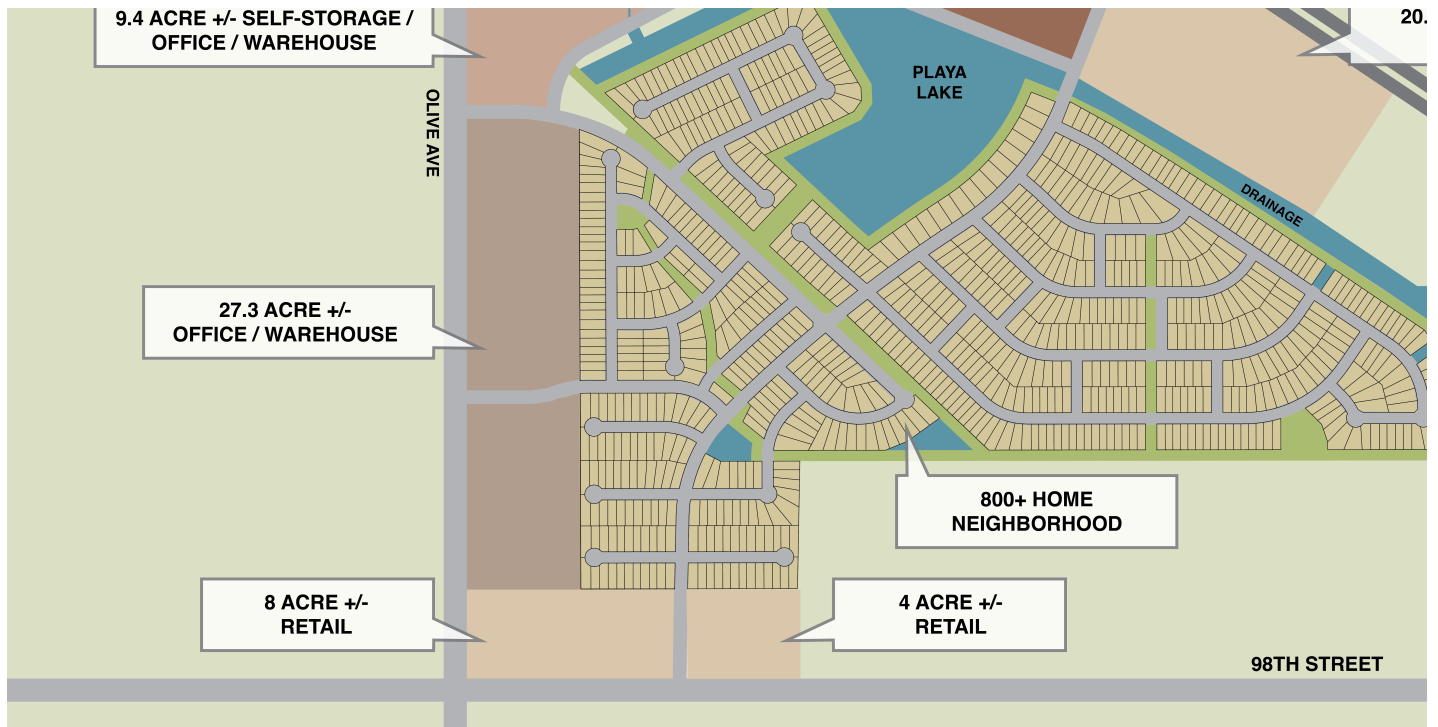 9.4 ACRE +/- SELF-STORAGE /
OFFICE / WAREHOUSE
20.
PLAYA
LAKE
OLIVE AVE
DRAINAGE
27.3 ACRE +/-
OFFICE / WAREHOUSE
800+ HOME
NEIGHBORHOOD
8 ACRE +/-
RETAIL
4 ACRE +/-
RETAIL
98TH STREET